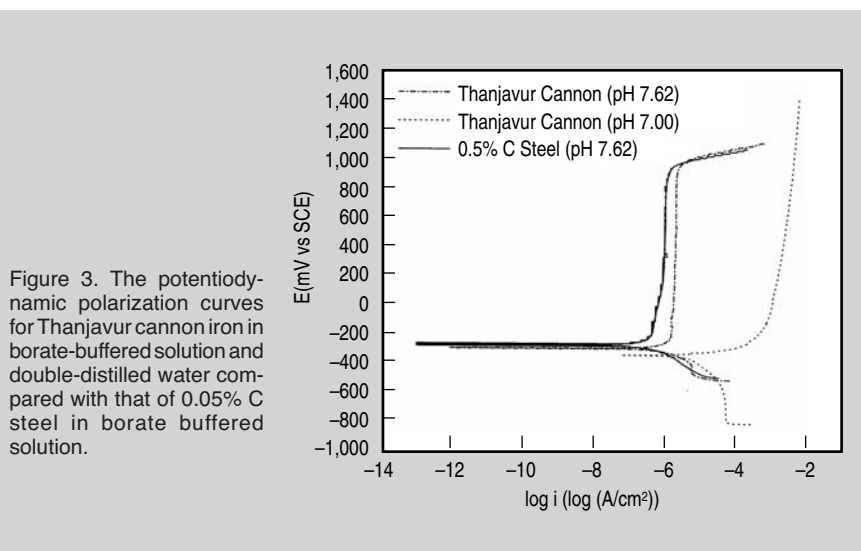 1,600
1,400
1,200
1,000
800
600
400
200
0
–200
–400
–600
–800
–1,000
E(mV vs SCE)
Thanjavur Cannon (pH 7.62)
Thanjavur Cannon (pH 7.00)
0.5% C Steel (pH 7.62)
–14 –12 –10 –8 –6 –4 –2
log i (log (A/cm²))
Figure 3. The potentiody-
namic polarization curves
for Thanjavur cannon iron in
borate-buffered solution and
double-distilled water com-
pared with that of 0.05% C
steel in borate buffered
solution.